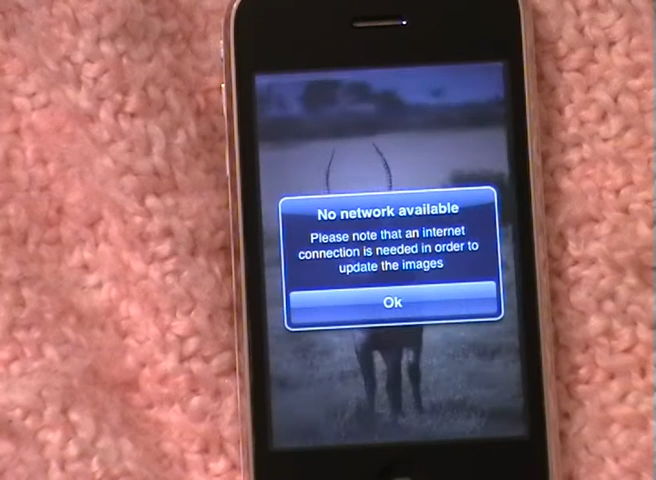 No network available
Please note that an internet
connection is needed in order to
update the images
Ok